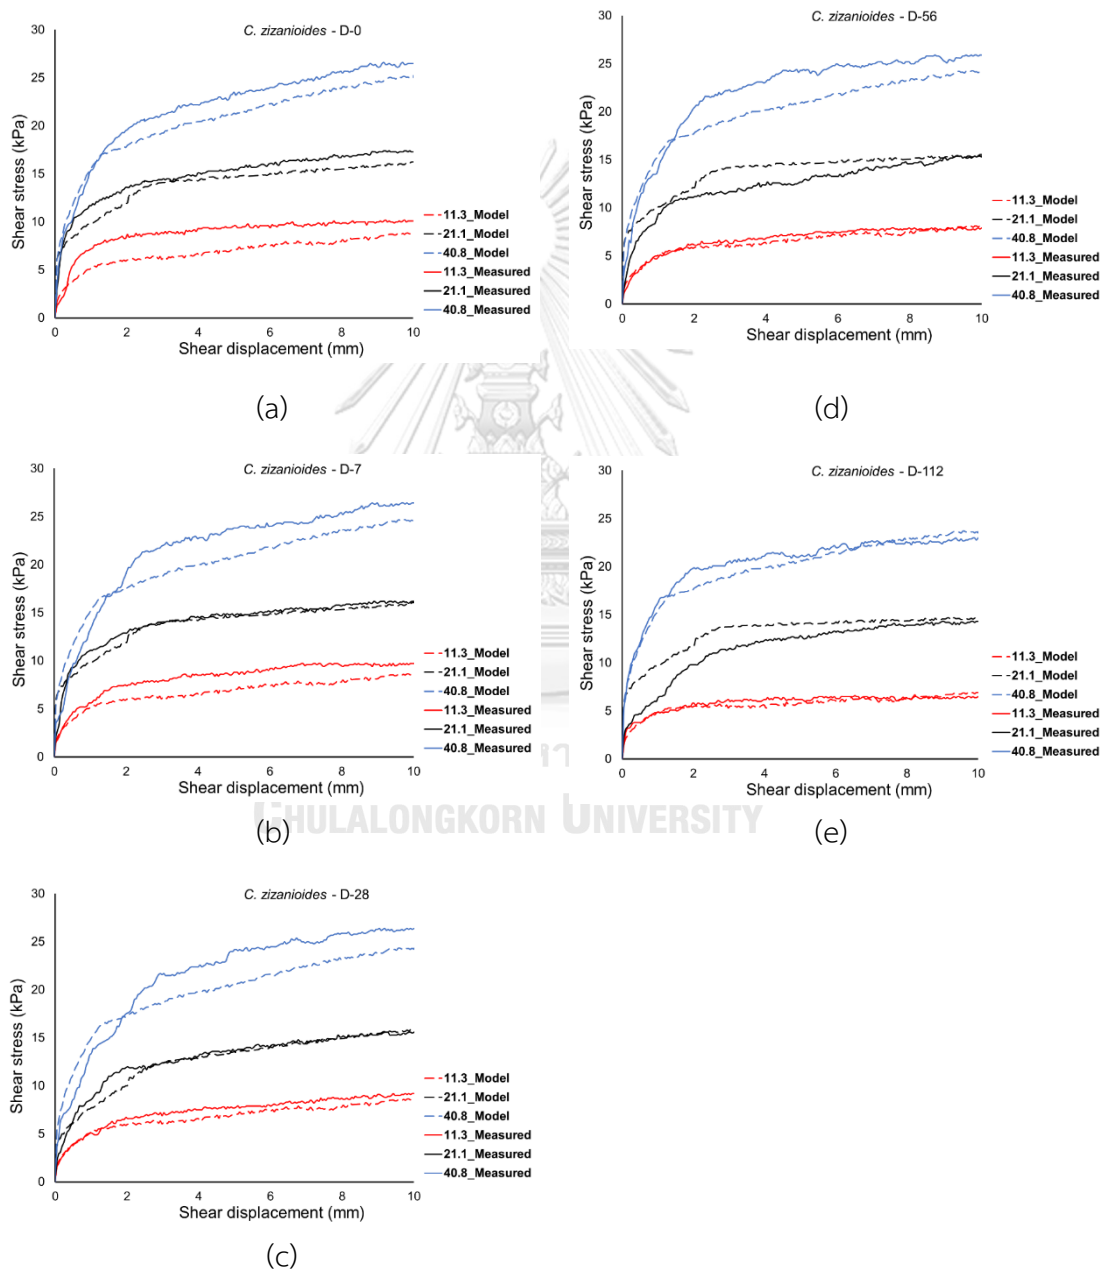 C. zizanioides - D-0
30
25
20
15
10
5
0
Shear stress (kPa)
0 2 4 6 8 10
Shear displacement (mm)
11.3_Model
21.1_Model
40.8_Model
11.3_Measured
21.1_Measured
40.8_Measured
(a)
C. zizanioides - D-7
30
25
20
15
10
5
0
Shear stress (kPa)
0 2 4 6 8 10
Shear displacement (mm)
11.3_Model
21.1_Model
40.8_Model
11.3_Measured
21.1_Measured
40.8_Measured
(b)
C. zizanioides - D-28
30
25
20
15
10
5
0
Shear stress (kPa)
0 2 4 6 8 10
Shear displacement (mm)
11.3_Model
21.1_Model
40.8_Model
11.3_Measured
21.1_Measured
40.8_Measured
(c)
C. zizanioides - D-56
30
25
20
15
10
5
0
Shear stress (kPa)
0 2 4 6 8 10
Shear displacement (mm)
11.3_Model
21.1_Model
40.8_Model
11.3_Measured
21.1_Measured
40.8_Measured
(d)
C. zizanioides - D-112
30
25
20
15
10
5
0
Shear stress (kPa)
0 2 4 6 8 10
Shear displacement (mm)
11.3_Model
21.1_Model
40.8_Model
11.3_Measured
21.1_Measured
40.8_Measured
(e)
CHULALONGKORN UNIVERSITY